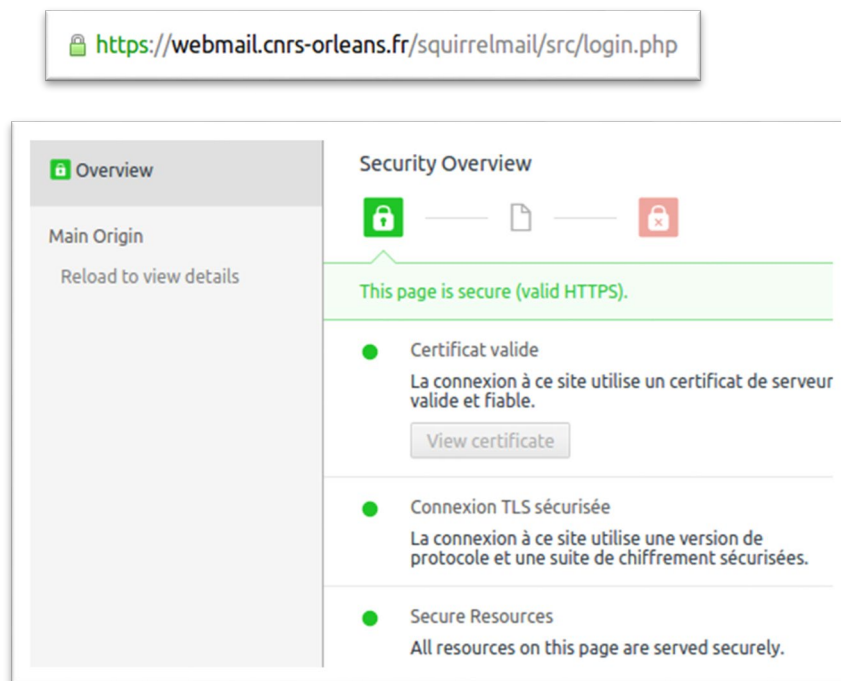 https://webmail.cnrs-orleans.fr/squirrelmail/src/login.php
Overview
Main Origin
Reload to view details
Security Overview
This page is secure (valid HTTPS).
Certificat valide
La connexion à ce site utilise un certificat de serveur
valide et fiable.
View certificate
Connexion TLS sécurisée
La connexion à ce site utilise une version de
protocole et une suite de chiffrement sécurisées.
Secure Resources
All resources on this page are served securely.